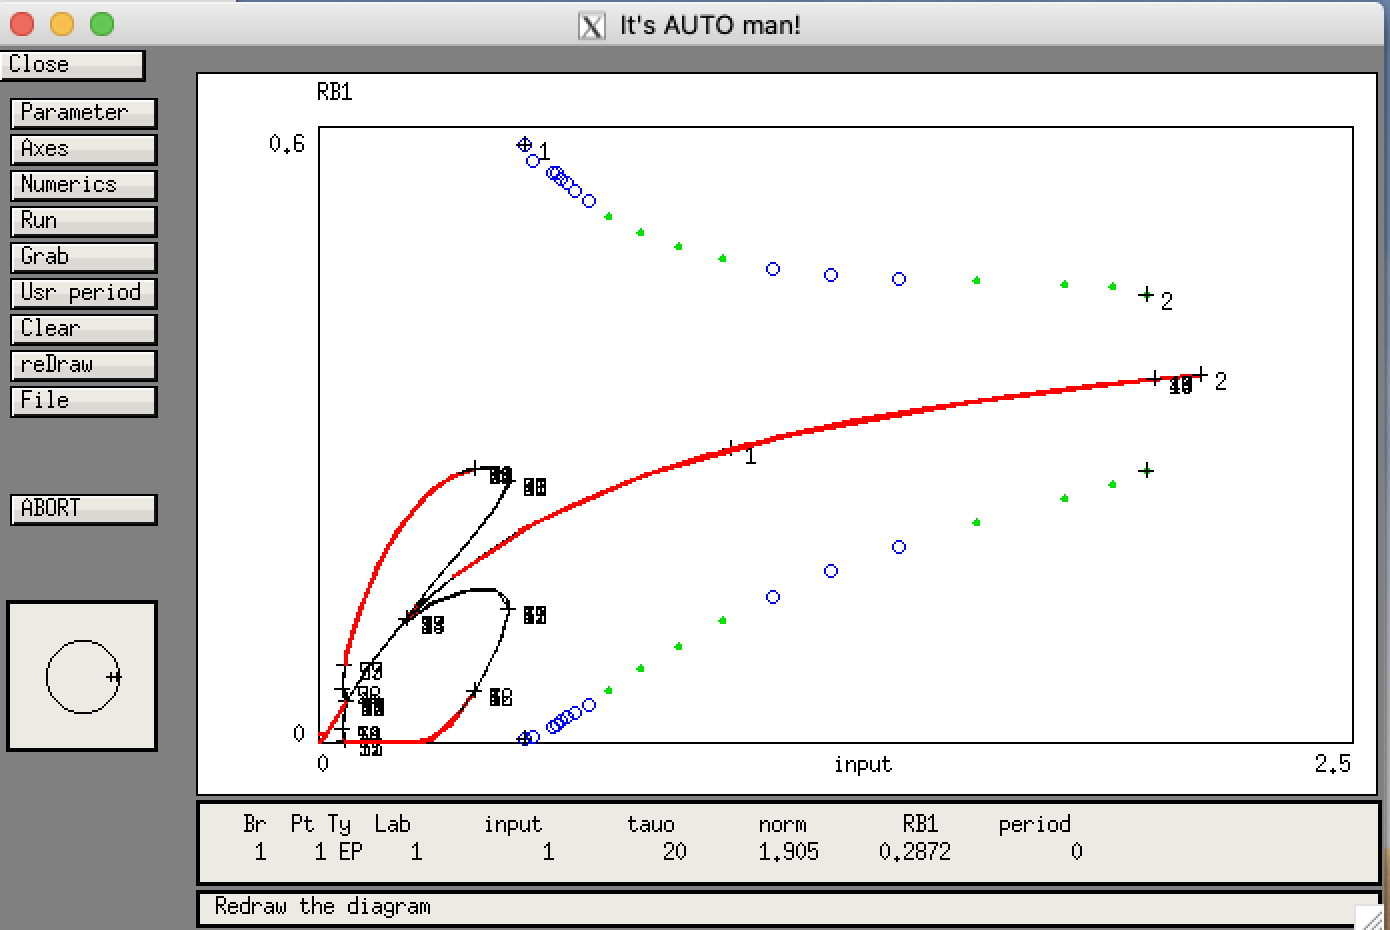 It's AUTO man!
Close
Parameter
Axes
Numerics
Run
Grab
Usr period
Clear
reDraw
File
ABORT
RB1
0.6
1
2
2
1
0
0
input
2.5
Br Pt Ty Lab input tauo norm RB1 period
1 1 EP 1 1 20 1.905 0.2872 0
Redraw the diagram